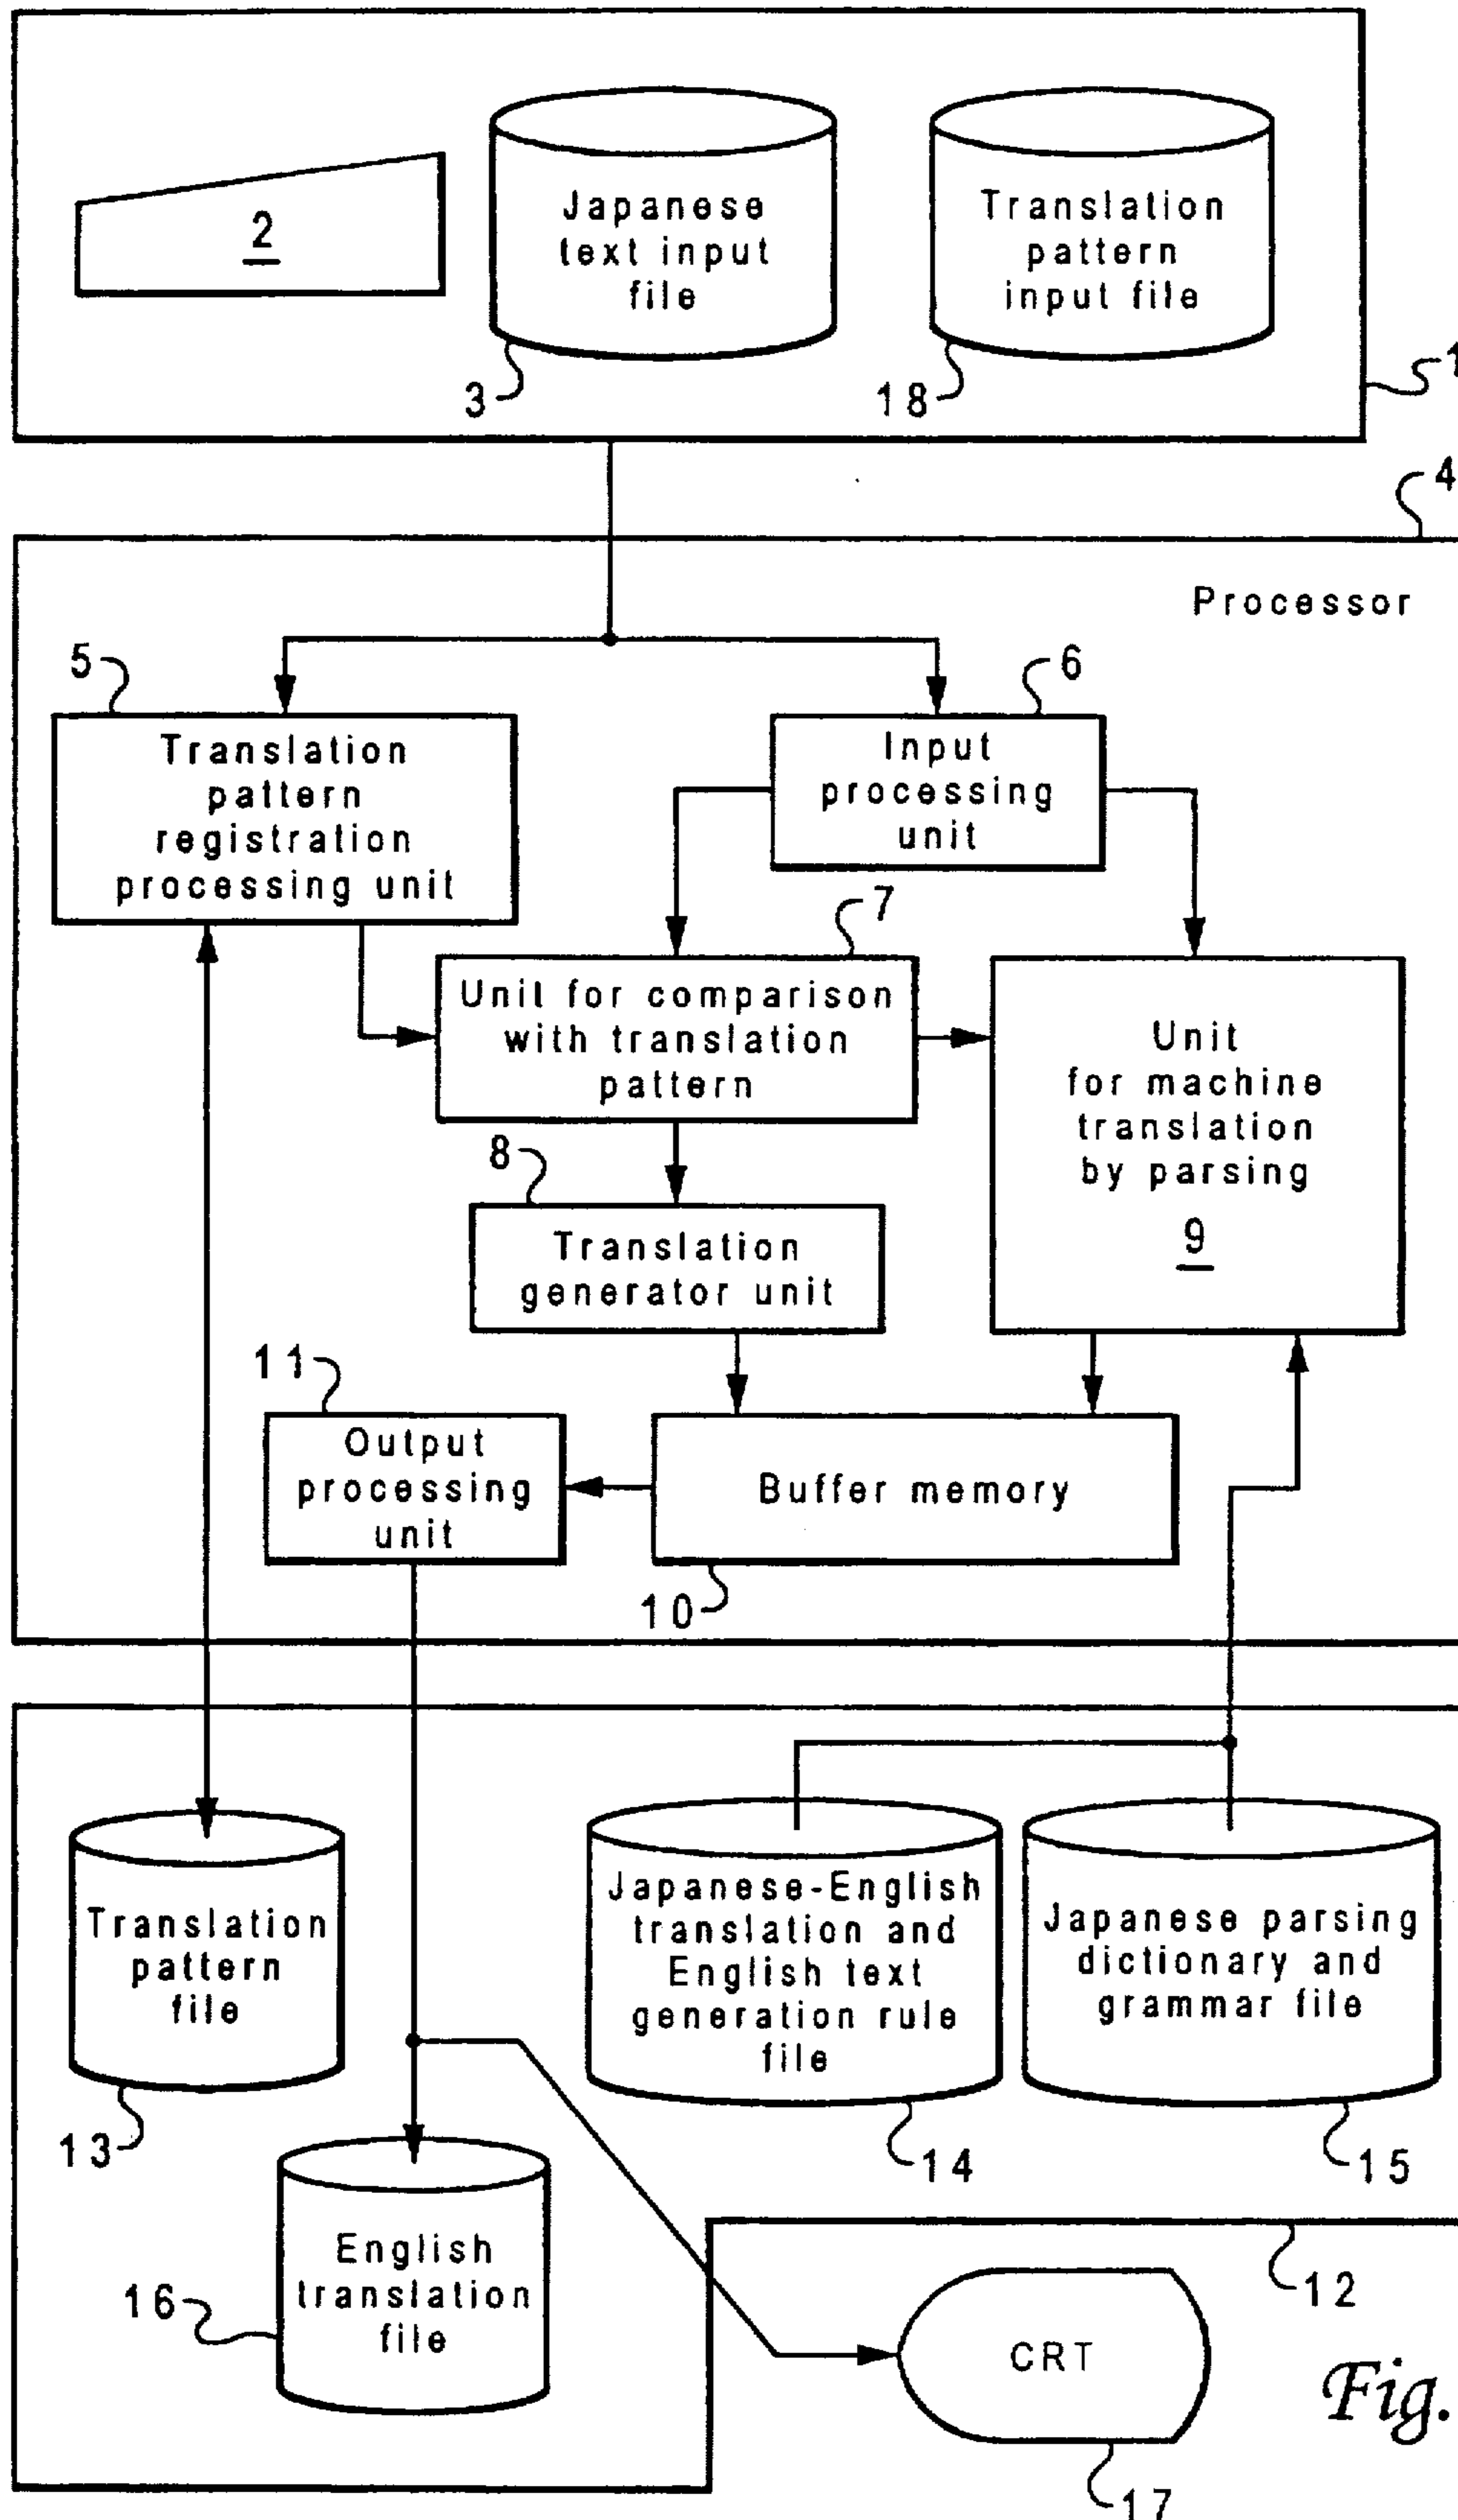 2
Japanese
text input
file
Translation
pattern
input file
3
18
1
4
Processor
5
6
Translation
pattern
registration
processing unit
Input
processing
unit
7
Unit for comparison
with translation
pattern
Unit
for machine
translation
by parsing
9
8
Translation
generator unit
11
Output
processing
unit
Buffer memory
10
Translation
pattern
file
13
Japanese-English
translation and
English text
generation rule
file
14
Japanese parsing
dictionary and
grammar file
15
English
translation
file
16
12
CRT
17
Fig.